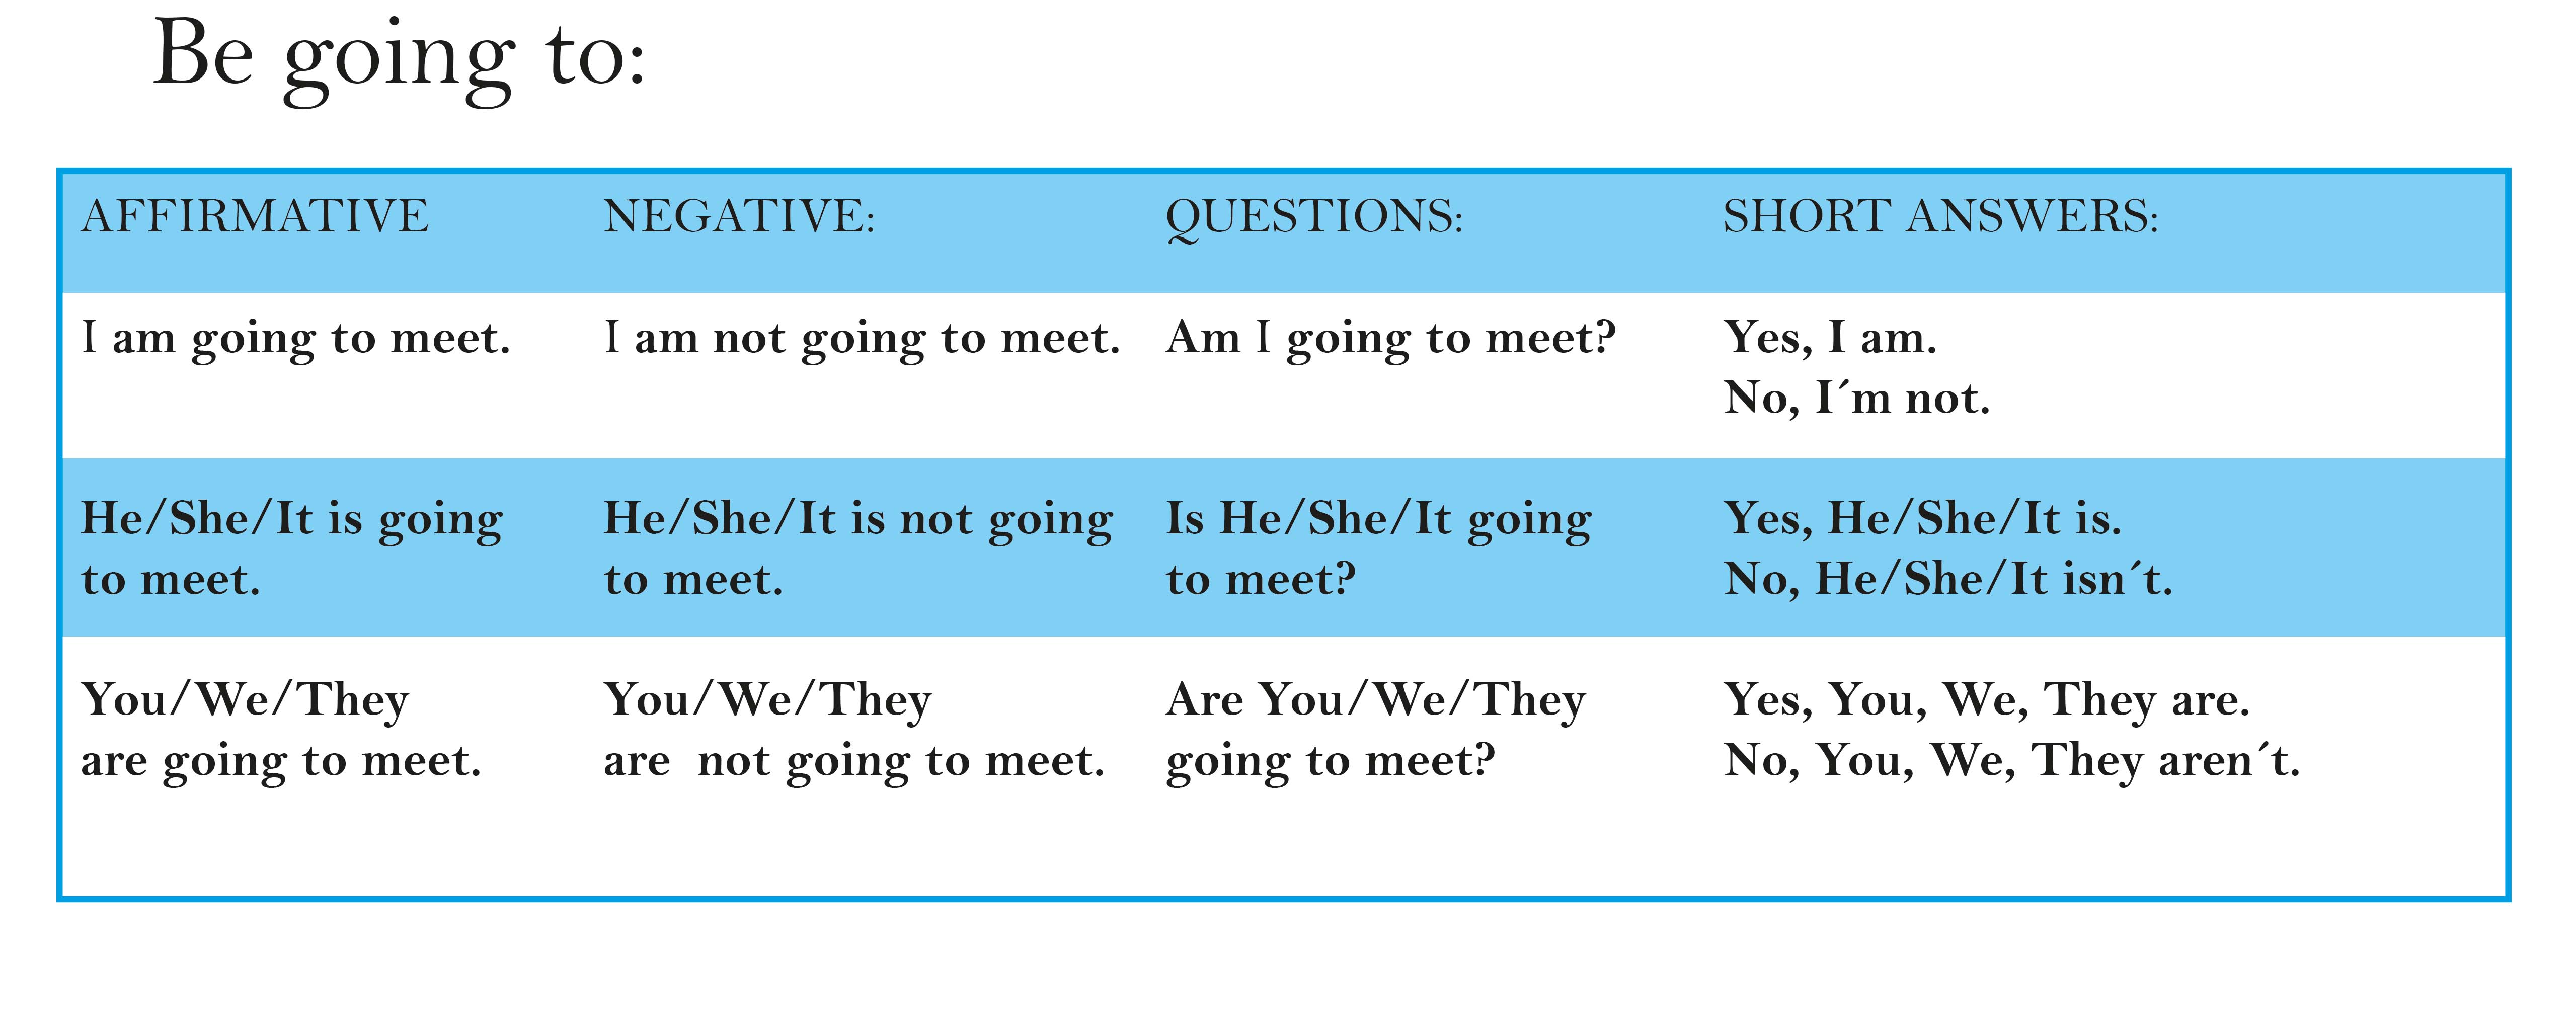 Be going to:
AFFIRMATIVE
NEGATIVE:
QUESTIONS:
SHORT ANSWERS:
I am going to meet.
I am not going to meet.
Am I going to meet?
Yes, I am.
No, I´m not.
He/She/It is going
to meet.
He/She/It is not going
to meet.
Is He/She/It going
to meet?
Yes, He/She/It is.
No, He/She/It isn´t.
You/We/They
are going to meet.
You/We/They
are  not going to meet.
Are You/We/They
going to meet?
Yes, You, We, They are.
No, You, We, They aren´t.